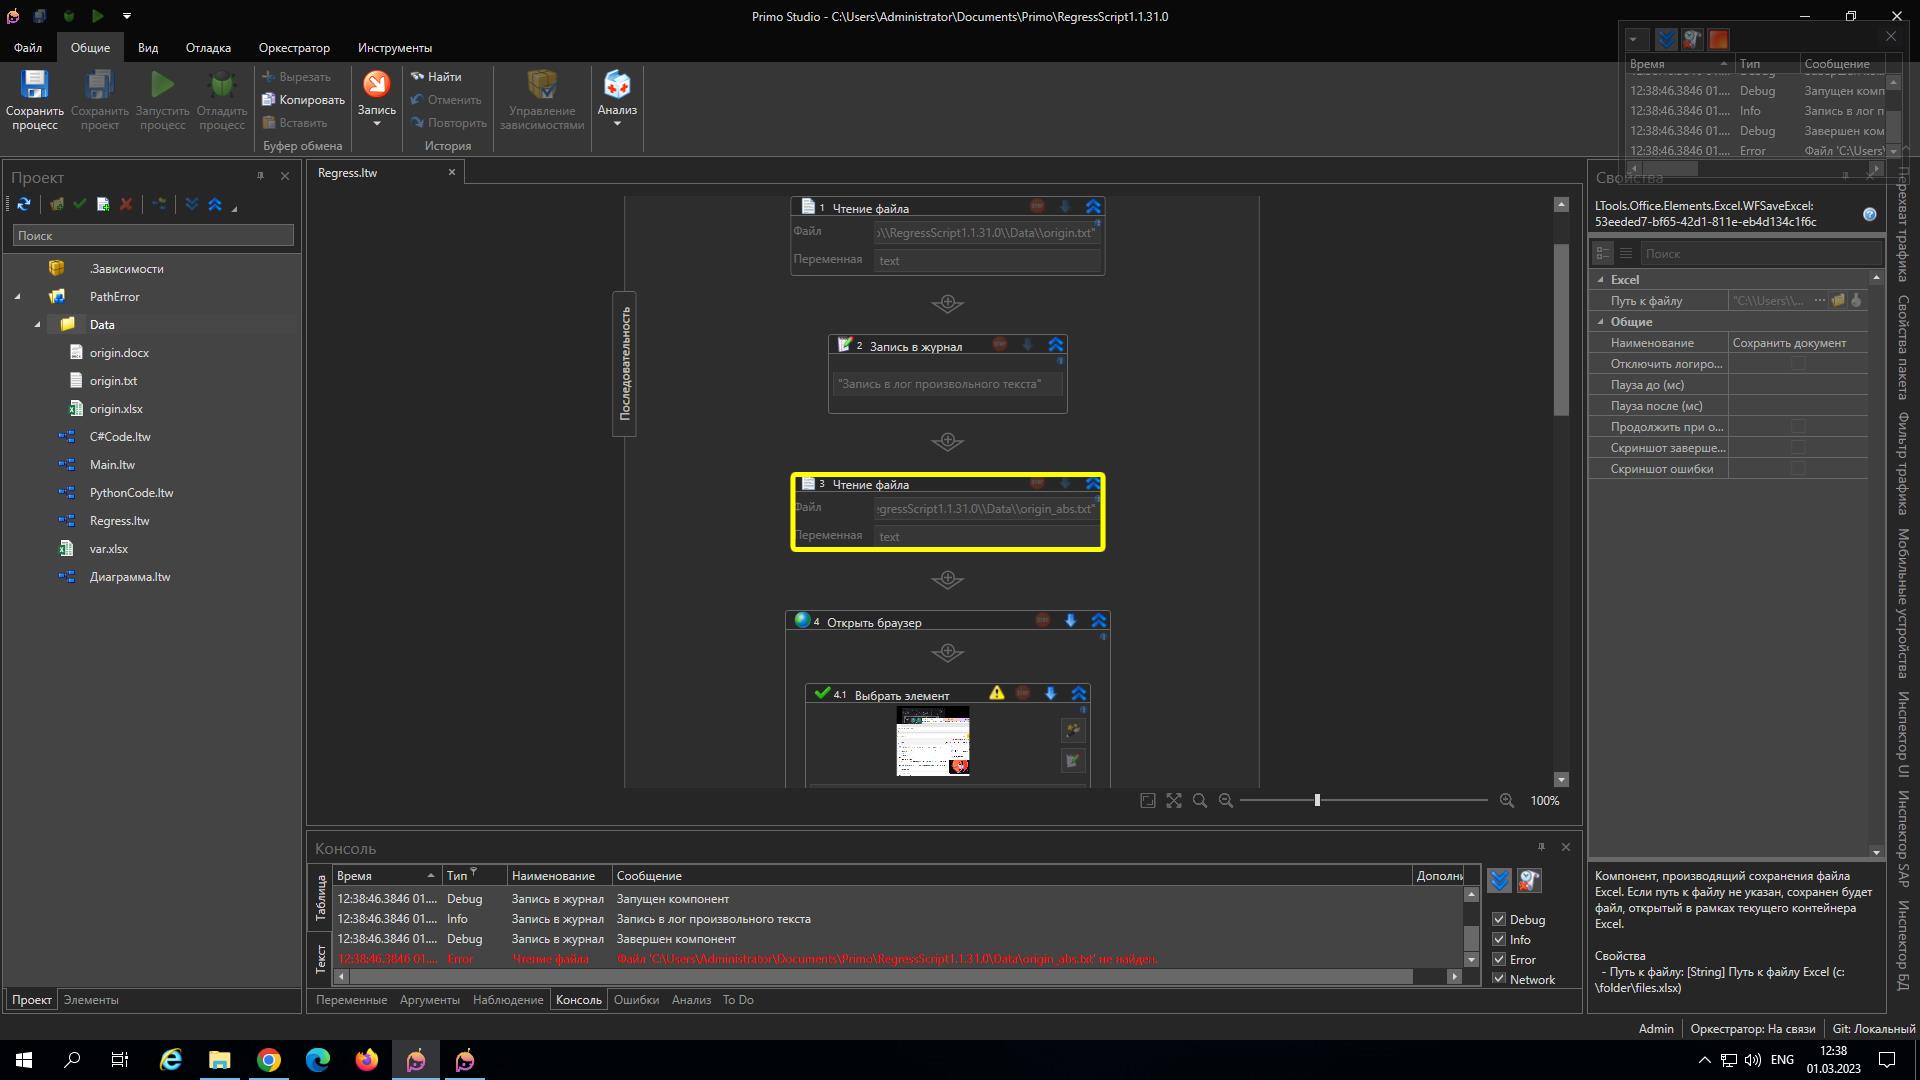 Primo Studio - C:\Users\Administrator\Documents\Primo\RegressScript1.1.31.0
Файл
Общие
Вид
Отладка
Оркестратор
Инструменты
Сохранить процесс
Сохранить проект
Запустить процесс
Отладить процесс
Вырезать
Копировать
Вставить
Буфер обмена
Запись
Найти
Отменить
Повторить
История
Управление зависимостями
Анализ
Время Тип Сообщение
12:38:46.3846 01.... Debug Запущен комп
12:38:46.3846 01.... Info Запись в лог п
12:38:46.3846 01.... Debug Завершен ком
12:38:46.3846 01.... Error Файл 'C:\Users\
Проект
Поиск
.Зависимости
PathError
Data
origin.docx
origin.txt
origin.xlsx
C#Code.ltw
Main.ltw
PythonCode.ltw
Regress.ltw
var.xlsx
Диаграмма.ltw
Проект
Элементы
Regress.ltw
Последовательность
1 Чтение файла
Файл
\\RegressScript1.1.31.0\\Data\\origin.txt"
Переменная text
2 Запись в журнал
"Запись в лог произвольного текста"
3 Чтение файла
Файл
egressScript1.1.31.0\\Data\\origin_abs.txt"
Переменная text
4 Открыть браузер
4.1 Выбрать элемент
100%
Консоль
Таблица
Текст
Время Тип Наименование Сообщение Дополни
12:38:46.3846 01.... Debug Запись в журнал Запущен компонент
12:38:46.3846 01.... Info Запись в журнал Запись в лог произвольного текста
12:38:46.3846 01.... Debug Запись в журнал Завершен компонент
12:38:46.3846 01.... Error Чтение файла Файл 'C:\Users\Administrator\Documents\Primo\RegressScript1.1.31.0\Data\origin_abs.txt' не найден.
Debug
Info
Error
Network
Переменные
Аргументы
Наблюдение
Консоль
Ошибки
Анализ
To Do
Свойства
LTools.Office.Elements.Excel.WFSaveExcel:
53eeded7-bf65-42d1-811e-eb4d134c1f6c
Поиск
Excel
Путь к файлу "C:\\Users\\... ...
Общие
Наименование Сохранить документ
Отключить логиро...
Пауза до (мс)
Пауза после (мс)
Продолжить при о...
Скриншот заверше...
Скриншот ошибки
Компонент, производящий сохранения файла
Excel. Если путь к файлу не указан, сохранен будет
файл, открытый в рамках текущего контейнера
Excel.
Свойства
- Путь к файлу: [String] Путь к файлу Excel (c:
\folder\files.xlsx)
Перехват трафика
Свойства пакета
Фильтр трафика
Мобильные устройства
Инспектор UI
Инспектор SAP
Инспектор БД
Admin
Оркестратор: На связи
Git: Локальный
ENG
12:38
01.03.2023